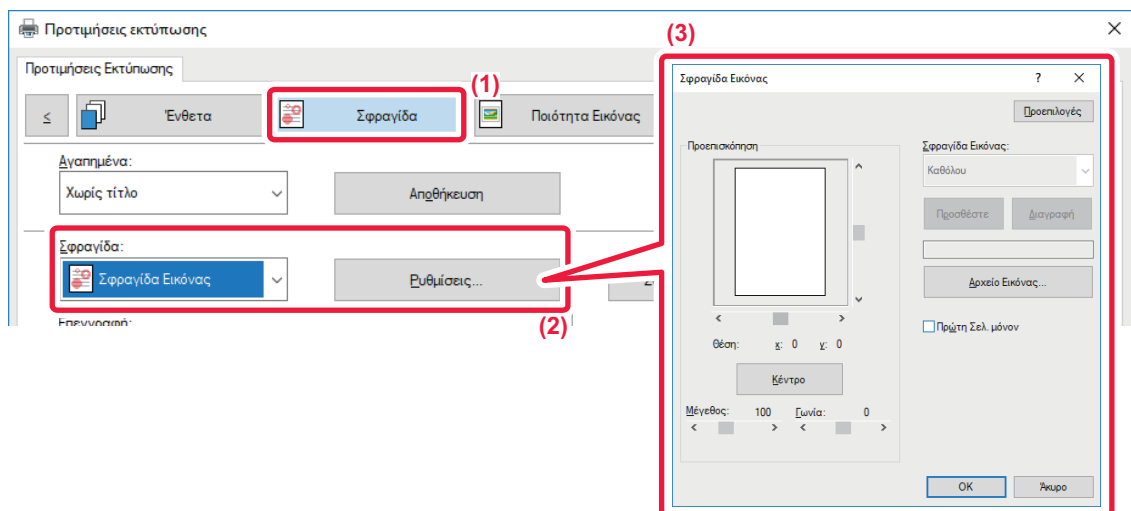 Προτιμήσεις εκτύπωσης
Προτιμήσεις Εκτύπωσης
(1)
≤ Ένθετα Σφραγίδα Ποιότητα Εικόνας
Αγαπημένα:
Χωρίς τίτλο Αποθήκευση
Σφραγίδα:
Σφραγίδα Εικόνας Ρυθμίσεις...
Επεγγραφή:
(2)
(3)
Σφραγίδα Εικόνας ?
Προεπιλογές
Προεπισκόπηση Σφραγίδα Εικόνας:
Καθόλου
Προσθέστε Διαγραφή
Αρχείο Εικόνας...
Πρώτη Σελ. μόνον
Θέση: x: 0 y: 0
Κέντρο
Μέγεθος: 100 Γωνία: 0
OK Άκυρο